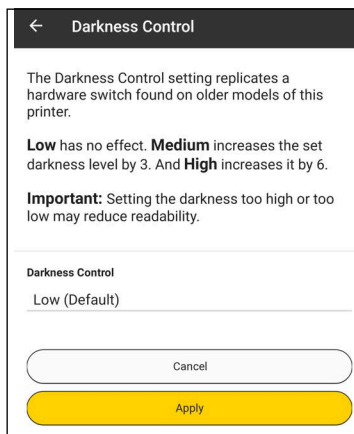 ← Darkness Control
The Darkness Control setting replicates a
hardware switch found on older models of this
printer.
Low has no effect. Medium increases the set
darkness level by 3. And High increases it by 6.
Important: Setting the darkness too high or too
low may reduce readability.
Darkness Control
Low (Default)
Cancel
Apply